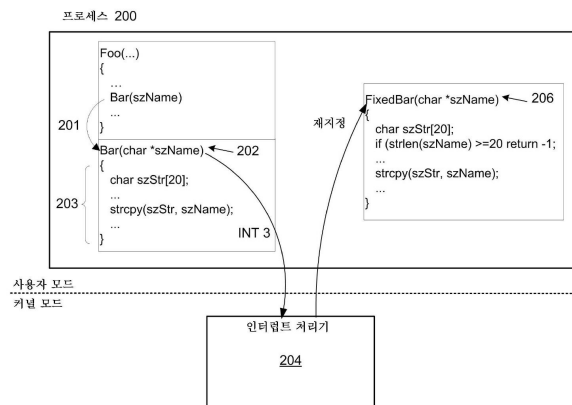 프로세스 200
Foo(...)
{
...
Bar(szName)
...
}
201
Bar(char *szName)
202
{
char szStr[20];
...
203
strcpy(szStr, szName);
...
}
INT 3
재지정
FixedBar(char *szName)
206
{
char szStr[20];
if (strlen(szName) >=20 return -1;
...
strcpy(szStr, szName);
...
}
사용자 모드
커널 모드
인터럽트 처리기
204